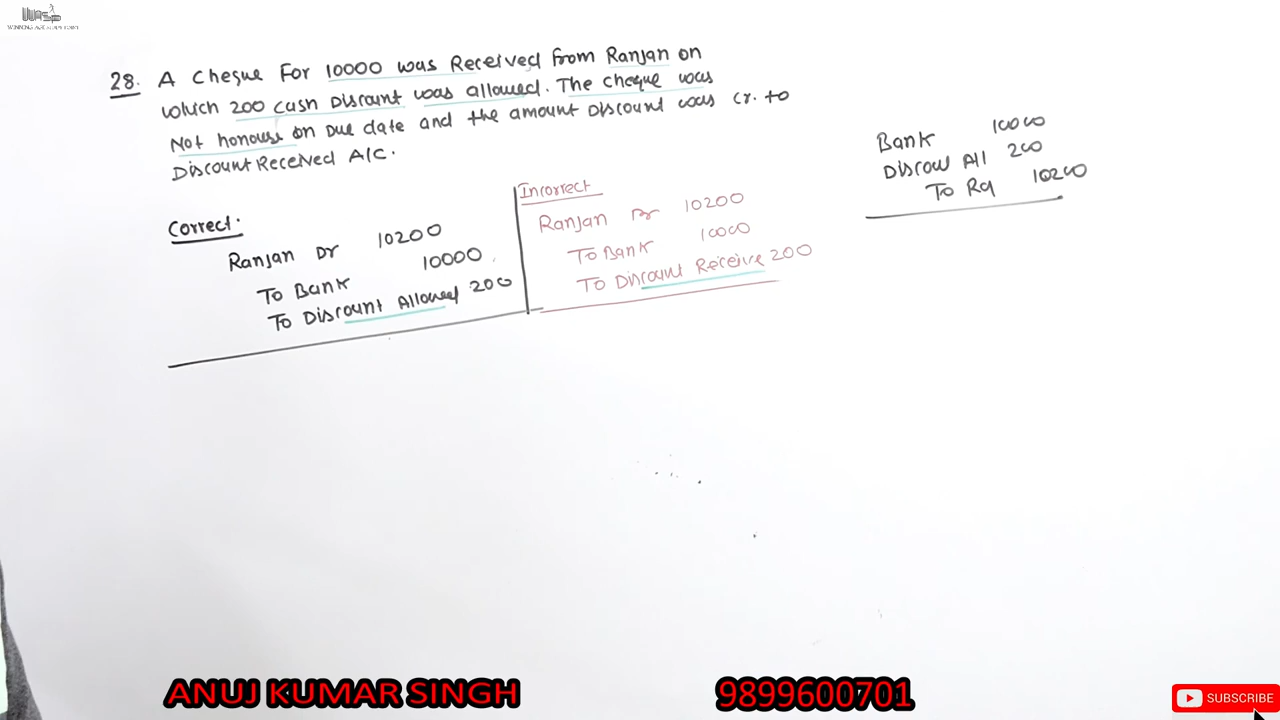 28. A Cheque For 10000 was Received from Ranjan on
which 200 cash Discount was allowed. The cheque was
Not honour on Due date and the amount Discount was cr. to
Discount Received A/C.
Bank 10000
Discou All 200
To Ra 10200
Correct.
Ranjan Dr 10200
To Bank 10000
To Discount Allowed 200
Incorrect
Ranjan Dr 10200
To Bank 10000
To Discount Receive 200
ANUJ KUMAR SINGH
9899600701
SUBSCRIBE